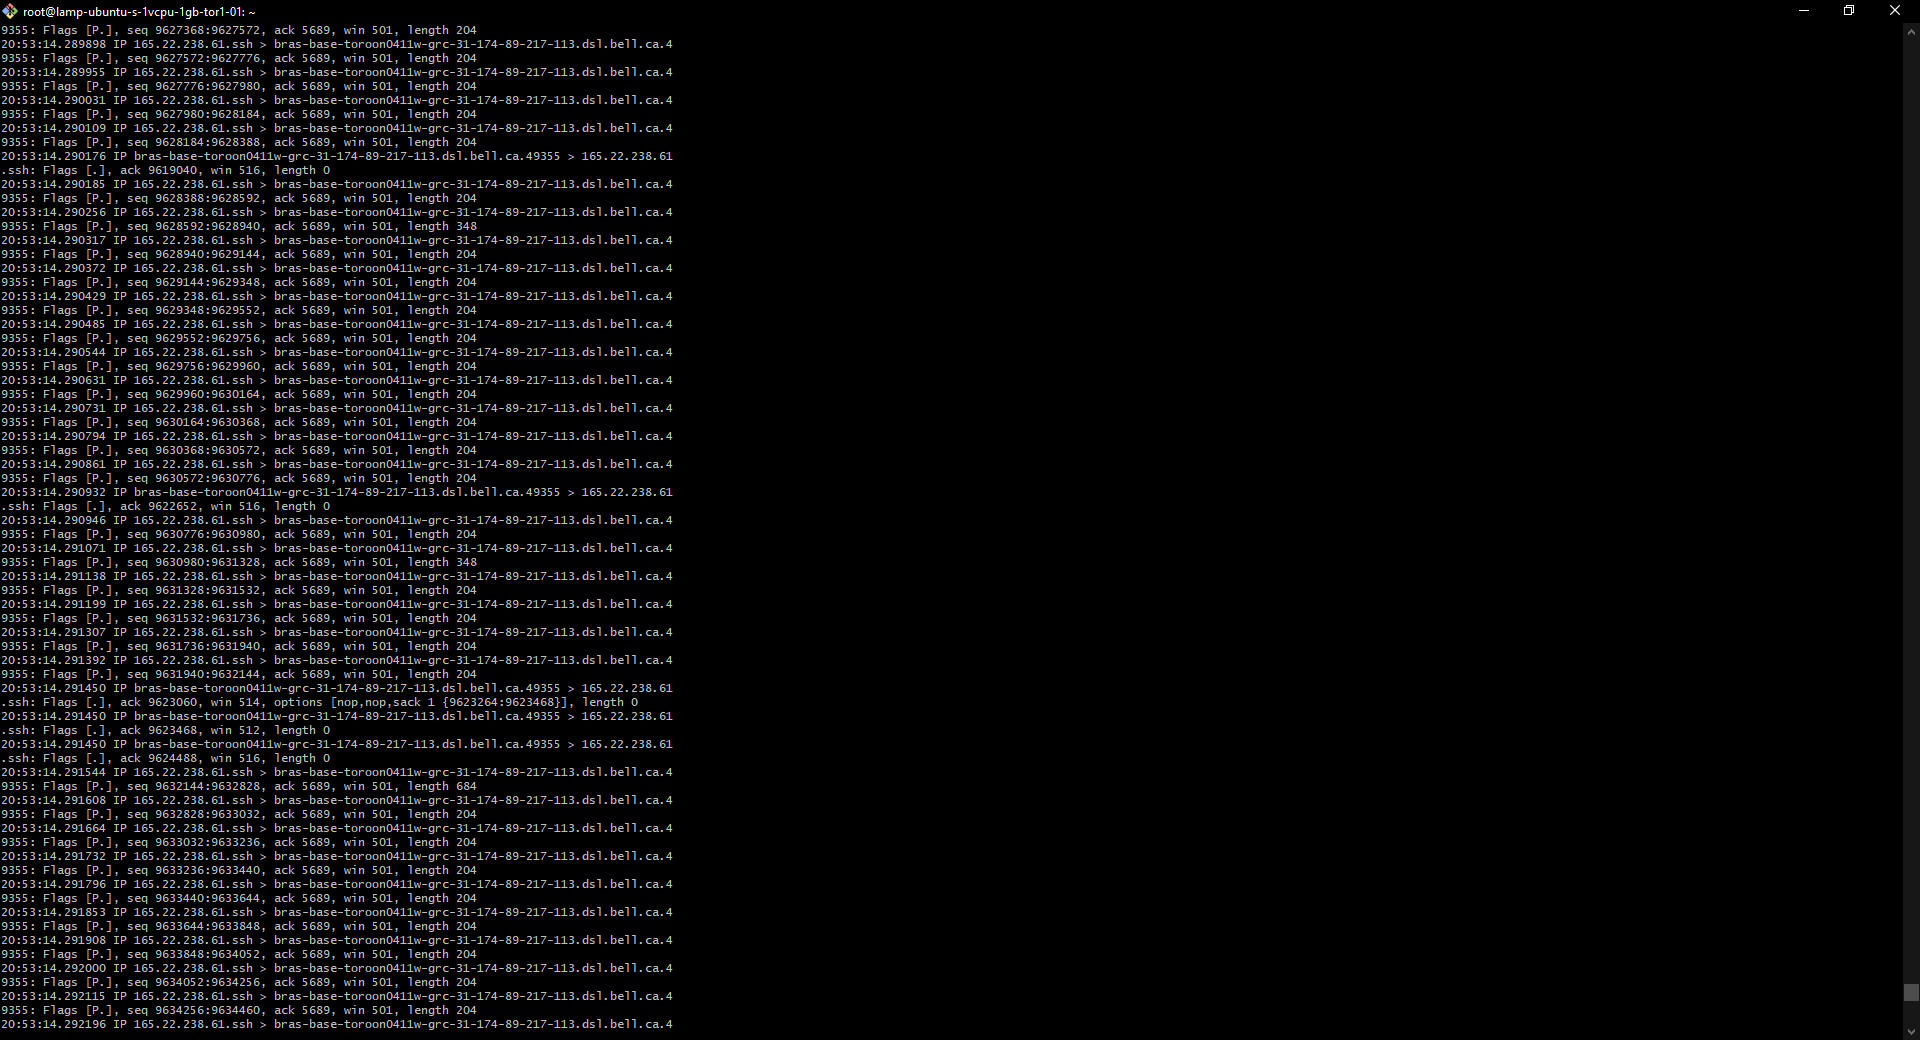 root@lamp-ubuntu-s-1vcpu-1gb-tor1-01: ~
9355: Flags [P.], seq 9627368:9627572, ack 5689, win 501, length 204
20:53:14.289898 IP 165.22.238.61.ssh > bras-base-toroon0411w-grc-31-174-89-217-113.dsl.bell.ca.4
9355: Flags [P.], seq 9627572:9627776, ack 5689, win 501, length 204
20:53:14.289955 IP 165.22.238.61.ssh > bras-base-toroon0411w-grc-31-174-89-217-113.dsl.bell.ca.4
9355: Flags [P.], seq 9627776:9627980, ack 5689, win 501, length 204
20:53:14.290031 IP 165.22.238.61.ssh > bras-base-toroon0411w-grc-31-174-89-217-113.dsl.bell.ca.4
9355: Flags [P.], seq 9627980:9628184, ack 5689, win 501, length 204
20:53:14.290109 IP 165.22.238.61.ssh > bras-base-toroon0411w-grc-31-174-89-217-113.dsl.bell.ca.4
9355: Flags [P.], seq 9628184:9628388, ack 5689, win 501, length 204
20:53:14.290176 IP bras-base-toroon0411w-grc-31-174-89-217-113.dsl.bell.ca.49355 > 165.22.238.61
.ssh: Flags [.], ack 9619040, win 516, length 0
20:53:14.290185 IP 165.22.238.61.ssh > bras-base-toroon0411w-grc-31-174-89-217-113.dsl.bell.ca.4
9355: Flags [P.], seq 9628388:9628592, ack 5689, win 501, length 204
20:53:14.290256 IP 165.22.238.61.ssh > bras-base-toroon0411w-grc-31-174-89-217-113.dsl.bell.ca.4
9355: Flags [P.], seq 9628592:9628940, ack 5689, win 501, length 348
20:53:14.290317 IP 165.22.238.61.ssh > bras-base-toroon0411w-grc-31-174-89-217-113.dsl.bell.ca.4
9355: Flags [P.], seq 9628940:9629144, ack 5689, win 501, length 204
20:53:14.290372 IP 165.22.238.61.ssh > bras-base-toroon0411w-grc-31-174-89-217-113.dsl.bell.ca.4
9355: Flags [P.], seq 9629144:9629348, ack 5689, win 501, length 204
20:53:14.290429 IP 165.22.238.61.ssh > bras-base-toroon0411w-grc-31-174-89-217-113.dsl.bell.ca.4
9355: Flags [P.], seq 9629348:9629552, ack 5689, win 501, length 204
20:53:14.290485 IP 165.22.238.61.ssh > bras-base-toroon0411w-grc-31-174-89-217-113.dsl.bell.ca.4
9355: Flags [P.], seq 9629552:9629756, ack 5689, win 501, length 204
20:53:14.290544 IP 165.22.238.61.ssh > bras-base-toroon0411w-grc-31-174-89-217-113.dsl.bell.ca.4
9355: Flags [P.], seq 9629756:9629960, ack 5689, win 501, length 204
20:53:14.290631 IP 165.22.238.61.ssh > bras-base-toroon0411w-grc-31-174-89-217-113.dsl.bell.ca.4
9355: Flags [P.], seq 9629960:9630164, ack 5689, win 501, length 204
20:53:14.290731 IP 165.22.238.61.ssh > bras-base-toroon0411w-grc-31-174-89-217-113.dsl.bell.ca.4
9355: Flags [P.], seq 9630164:9630368, ack 5689, win 501, length 204
20:53:14.290794 IP 165.22.238.61.ssh > bras-base-toroon0411w-grc-31-174-89-217-113.dsl.bell.ca.4
9355: Flags [P.], seq 9630368:9630572, ack 5689, win 501, length 204
20:53:14.290861 IP 165.22.238.61.ssh > bras-base-toroon0411w-grc-31-174-89-217-113.dsl.bell.ca.4
9355: Flags [P.], seq 9630572:9630776, ack 5689, win 501, length 204
20:53:14.290932 IP bras-base-toroon0411w-grc-31-174-89-217-113.dsl.bell.ca.49355 > 165.22.238.61
.ssh: Flags [.], ack 9622652, win 516, length 0
20:53:14.290946 IP 165.22.238.61.ssh > bras-base-toroon0411w-grc-31-174-89-217-113.dsl.bell.ca.4
9355: Flags [P.], seq 9630776:9630980, ack 5689, win 501, length 204
20:53:14.291071 IP 165.22.238.61.ssh > bras-base-toroon0411w-grc-31-174-89-217-113.dsl.bell.ca.4
9355: Flags [P.], seq 9630980:9631328, ack 5689, win 501, length 348
20:53:14.291138 IP 165.22.238.61.ssh > bras-base-toroon0411w-grc-31-174-89-217-113.dsl.bell.ca.4
9355: Flags [P.], seq 9631328:9631532, ack 5689, win 501, length 204
20:53:14.291199 IP 165.22.238.61.ssh > bras-base-toroon0411w-grc-31-174-89-217-113.dsl.bell.ca.4
9355: Flags [P.], seq 9631532:9631736, ack 5689, win 501, length 204
20:53:14.291307 IP 165.22.238.61.ssh > bras-base-toroon0411w-grc-31-174-89-217-113.dsl.bell.ca.4
9355: Flags [P.], seq 9631736:9631940, ack 5689, win 501, length 204
20:53:14.291392 IP 165.22.238.61.ssh > bras-base-toroon0411w-grc-31-174-89-217-113.dsl.bell.ca.4
9355: Flags [P.], seq 9631940:9632144, ack 5689, win 501, length 204
20:53:14.291450 IP bras-base-toroon0411w-grc-31-174-89-217-113.dsl.bell.ca.49355 > 165.22.238.61
.ssh: Flags [.], ack 9623060, win 514, options [nop,nop,sack 1 {9623264:9623468}], length 0
20:53:14.291450 IP bras-base-toroon0411w-grc-31-174-89-217-113.dsl.bell.ca.49355 > 165.22.238.61
.ssh: Flags [.], ack 9623468, win 512, length 0
20:53:14.291450 IP bras-base-toroon0411w-grc-31-174-89-217-113.dsl.bell.ca.49355 > 165.22.238.61
.ssh: Flags [.], ack 9624488, win 516, length 0
20:53:14.291544 IP 165.22.238.61.ssh > bras-base-toroon0411w-grc-31-174-89-217-113.dsl.bell.ca.4
9355: Flags [P.], seq 9632144:9632828, ack 5689, win 501, length 684
20:53:14.291608 IP 165.22.238.61.ssh > bras-base-toroon0411w-grc-31-174-89-217-113.dsl.bell.ca.4
9355: Flags [P.], seq 9632828:9633032, ack 5689, win 501, length 204
20:53:14.291664 IP 165.22.238.61.ssh > bras-base-toroon0411w-grc-31-174-89-217-113.dsl.bell.ca.4
9355: Flags [P.], seq 9633032:9633236, ack 5689, win 501, length 204
20:53:14.291732 IP 165.22.238.61.ssh > bras-base-toroon0411w-grc-31-174-89-217-113.dsl.bell.ca.4
9355: Flags [P.], seq 9633236:9633440, ack 5689, win 501, length 204
20:53:14.291796 IP 165.22.238.61.ssh > bras-base-toroon0411w-grc-31-174-89-217-113.dsl.bell.ca.4
9355: Flags [P.], seq 9633440:9633644, ack 5689, win 501, length 204
20:53:14.291853 IP 165.22.238.61.ssh > bras-base-toroon0411w-grc-31-174-89-217-113.dsl.bell.ca.4
9355: Flags [P.], seq 9633644:9633848, ack 5689, win 501, length 204
20:53:14.291908 IP 165.22.238.61.ssh > bras-base-toroon0411w-grc-31-174-89-217-113.dsl.bell.ca.4
9355: Flags [P.], seq 9633848:9634052, ack 5689, win 501, length 204
20:53:14.292000 IP 165.22.238.61.ssh > bras-base-toroon0411w-grc-31-174-89-217-113.dsl.bell.ca.4
9355: Flags [P.], seq 9634052:9634256, ack 5689, win 501, length 204
20:53:14.292115 IP 165.22.238.61.ssh > bras-base-toroon0411w-grc-31-174-89-217-113.dsl.bell.ca.4
9355: Flags [P.], seq 9634256:9634460, ack 5689, win 501, length 204
20:53:14.292196 IP 165.22.238.61.ssh > bras-base-toroon0411w-grc-31-174-89-217-113.dsl.bell.ca.4